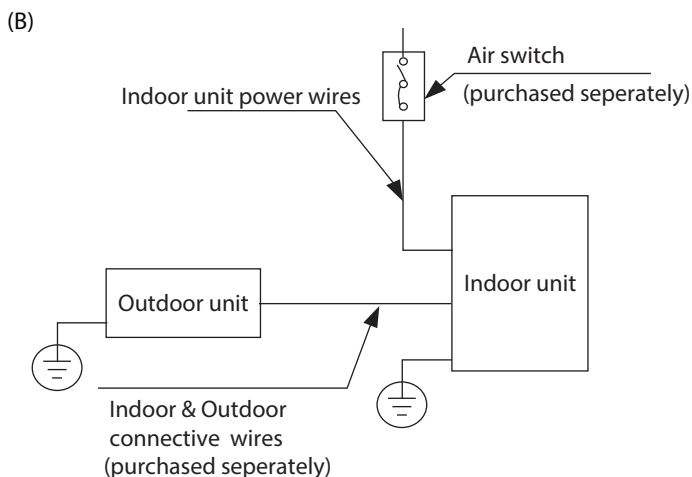 (B)
Air switch
(purchased seperately)
Indoor unit power wires
Indoor unit
Outdoor unit
Indoor & Outdoor
connective wires
(purchased seperately)